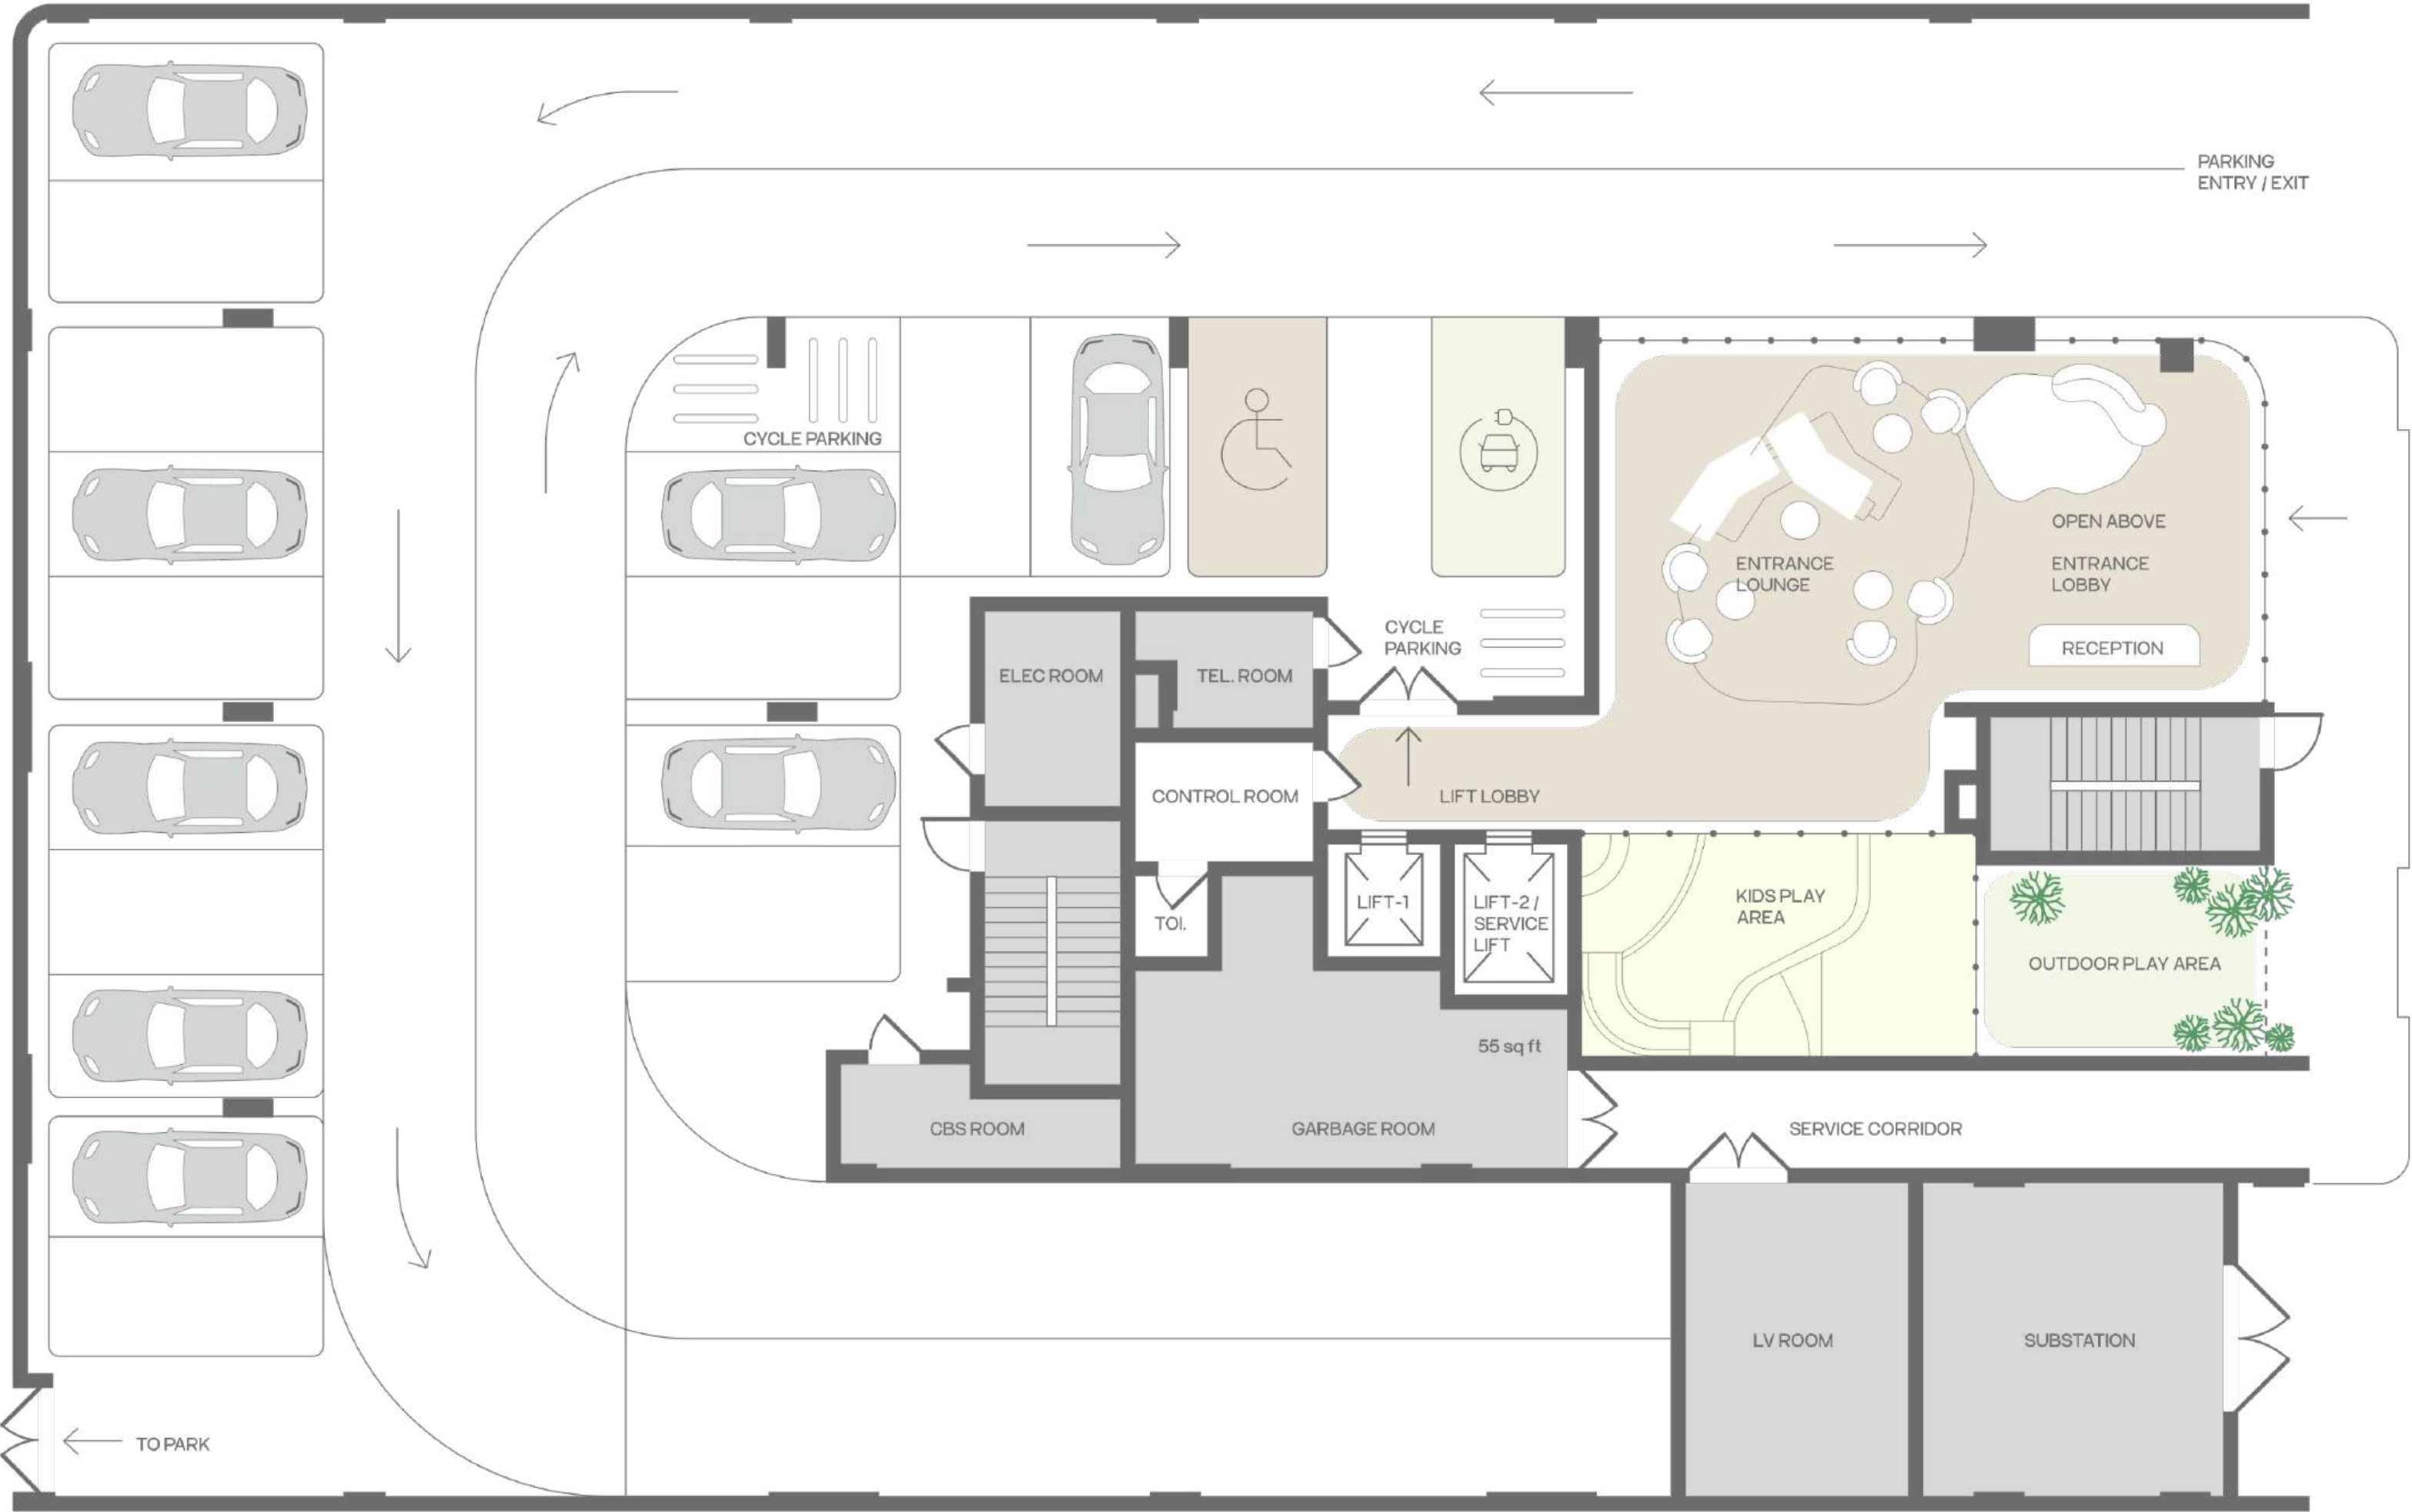 PARKING
ENTRY / EXIT
CYCLE PARKING
OPEN ABOVE
ENTRANCE
LOUNGE
ENTRANCE
LOBBY
CYCLE
PARKING
RECEPTION
ELEC ROOM
TEL. ROOM
CONTROL ROOM
LIFT LOBBY
LIFT-1
LIFT-2 /
SERVICE
LIFT
KIDS PLAY
AREA
TOI.
OUTDOOR PLAY AREA
55 sq ft
CBS ROOM
GARBAGE ROOM
SERVICE CORRIDOR
LV ROOM
SUBSTATION
TO PARK